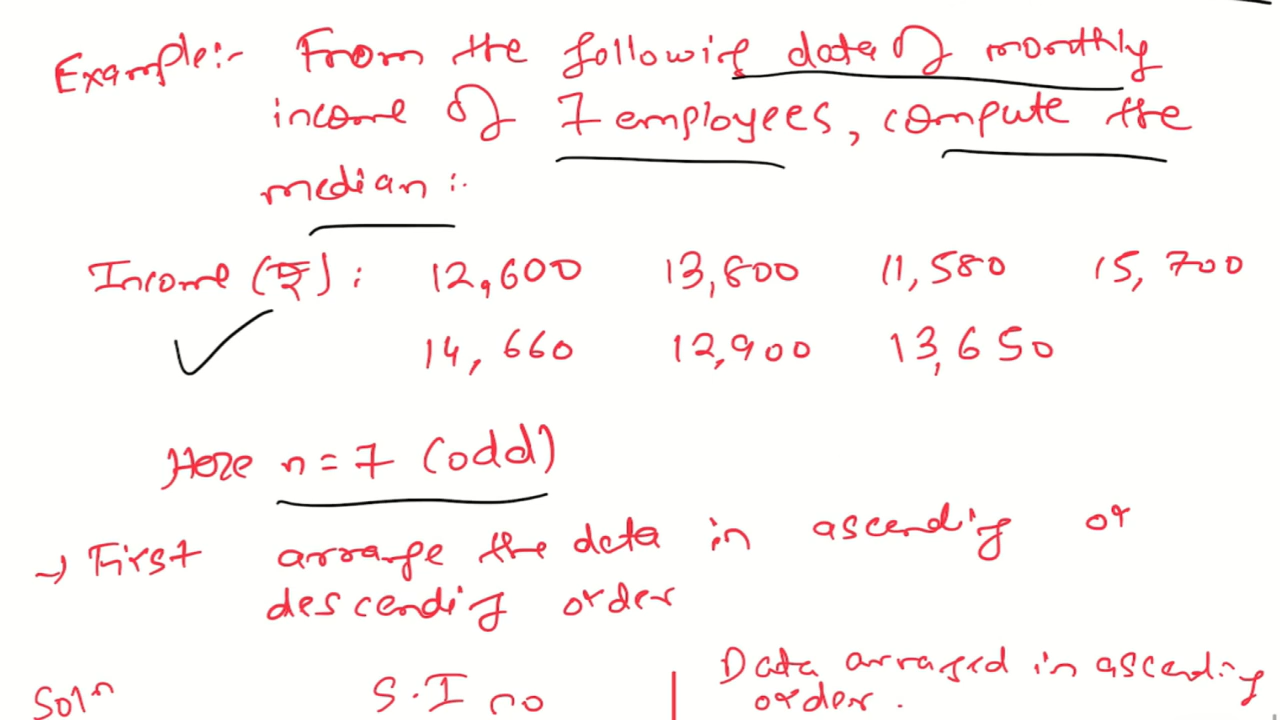 Example:- From the following data of monthly
income of 7 employees, compute the
median :.
Income (₹) : 12,600 13,800 11,580 15,700
14,660 12,900 13,650
Here n = 7 (odd)
→ First arrange the data in ascending or
descending order
Soln S.I no Data arranged in ascending
order.